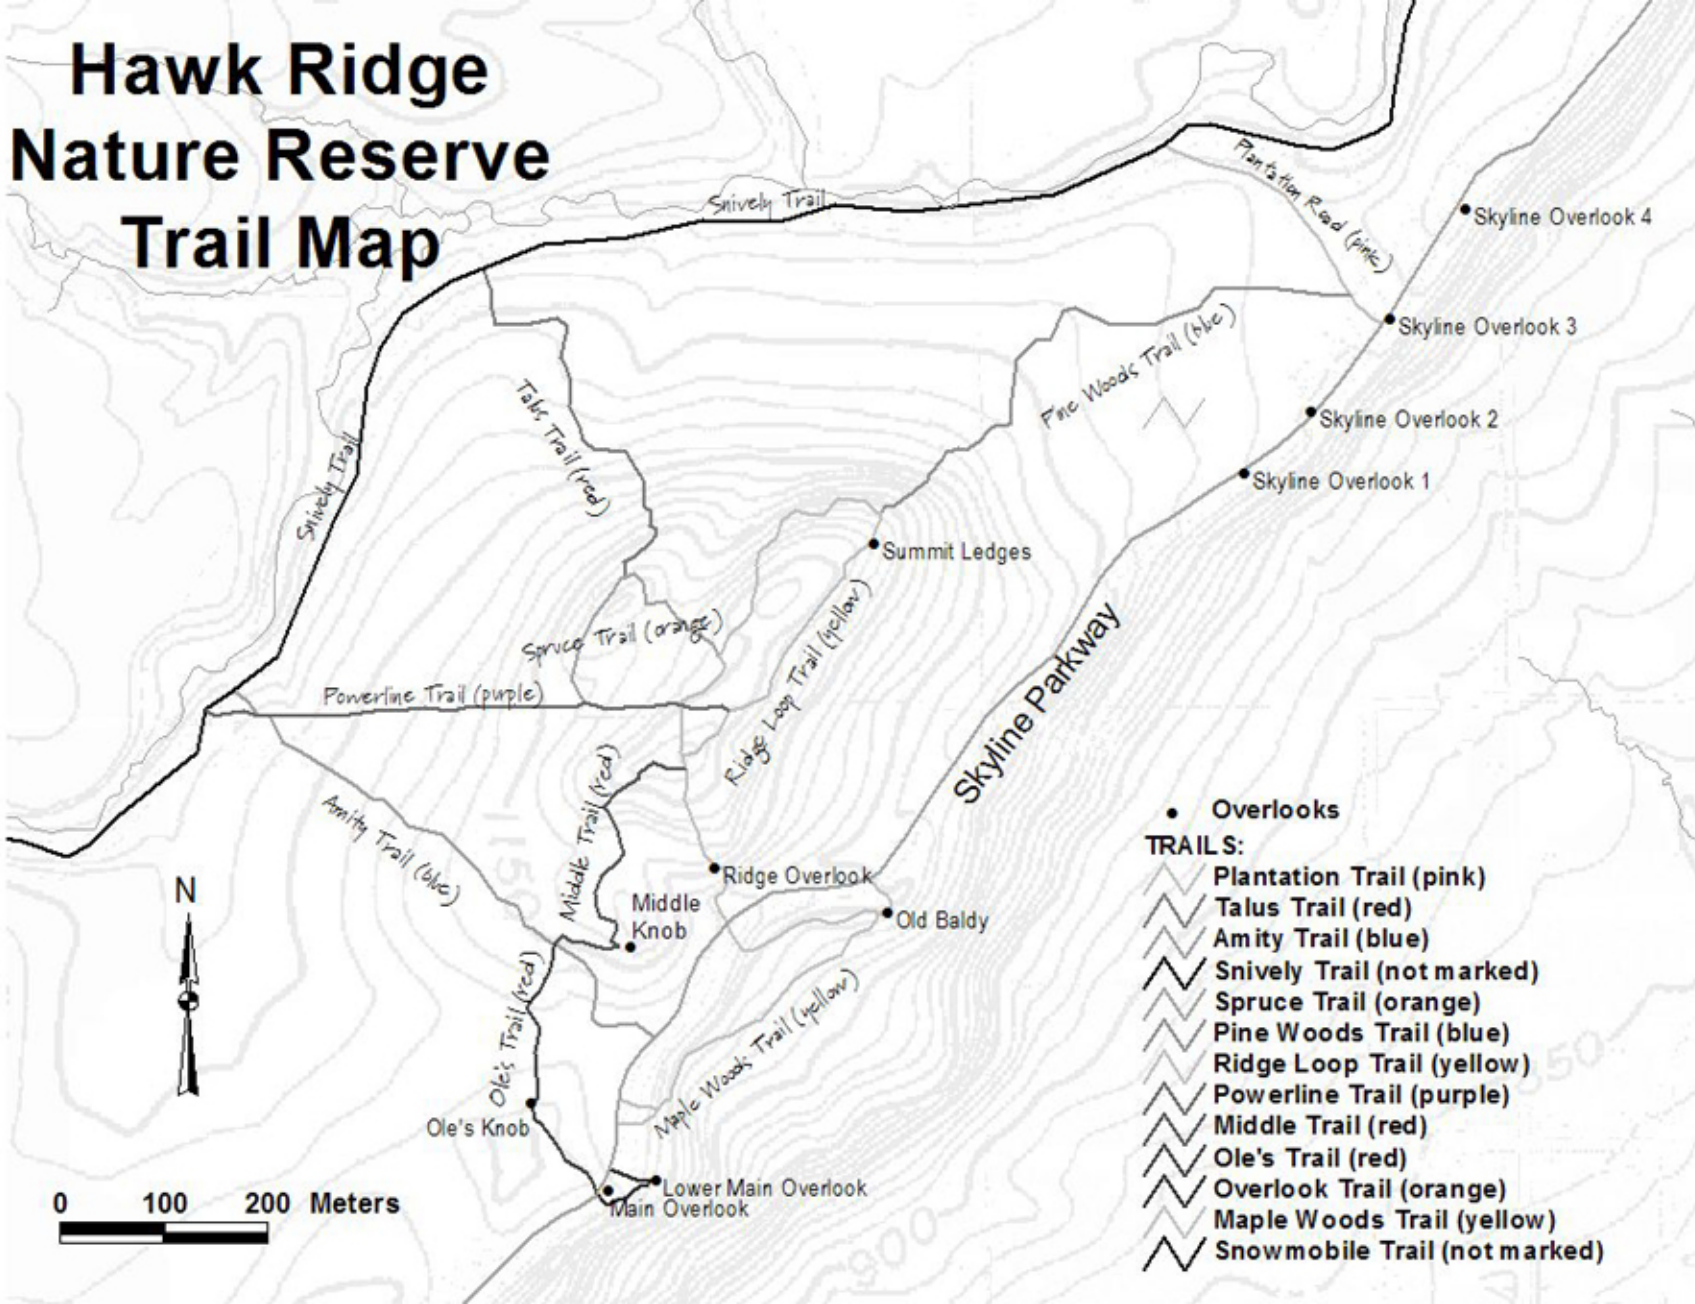 Hawk Ridge
Nature Reserve
Trail Map
Snively Trail
Plantation Road (pink)
Skyline Overlook 4
Skyline Overlook 3
Pine Woods Trail (blue)
Skyline Overlook 2
Skyline Overlook 1
Talus Trail (red)
Snively Trail
Summit Ledges
Spruce Trail (orange)
Ridge Loop Trail (yellow)
Powerline Trail (purple)
Skyline Parkway
Amity Trail (blue)
Middle Trail (red)
Ridge Overlook
Middle
Knob
Old Baldy
N
Ole's Trail (red)
Maple Woods Trail (yellow)
Ole's Knob
Lower Main Overlook
Main Overlook
0 100 200 Meters
Overlooks
TRAILS:
Plantation Trail (pink)
Talus Trail (red)
Amity Trail (blue)
Snively Trail (not marked)
Spruce Trail (orange)
Pine Woods Trail (blue)
Ridge Loop Trail (yellow)
Powerline Trail (purple)
Middle Trail (red)
Ole's Trail (red)
Overlook Trail (orange)
Maple Woods Trail (yellow)
Snowmobile Trail (not marked)